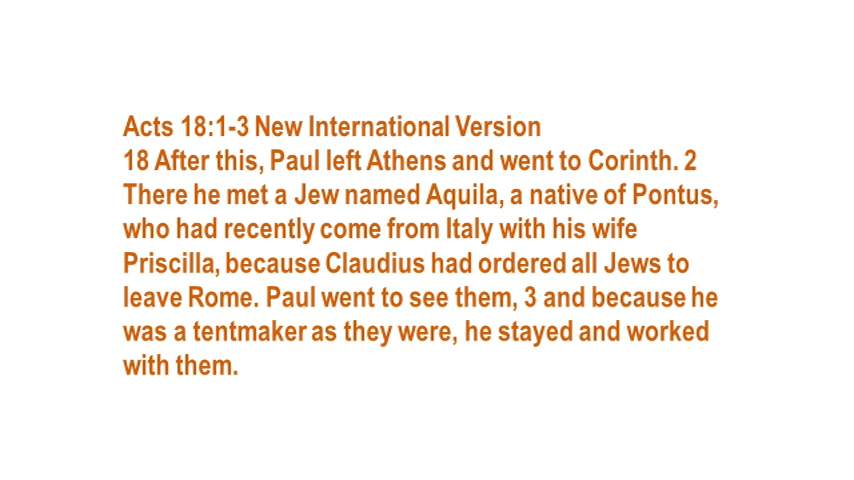 Acts 18:1-3 New International Version
18 After this, Paul left Athens and went to Corinth. 2
There he met a Jew named Aquila, a native of Pontus,
who had recently come from Italy with his wife
Priscilla, because Claudius had ordered all Jews to
leave Rome. Paul went to see them, 3 and because he
was a tentmaker as they were, he stayed and worked
with them.